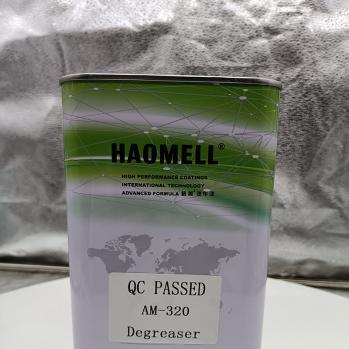 HAOMELL®
HIGH PERFORMANCE COATINGS
INTERNATIONAL TECHNOLOGY
ADVANCED FORMULA
QC PASSED
AM-320
Degreaser